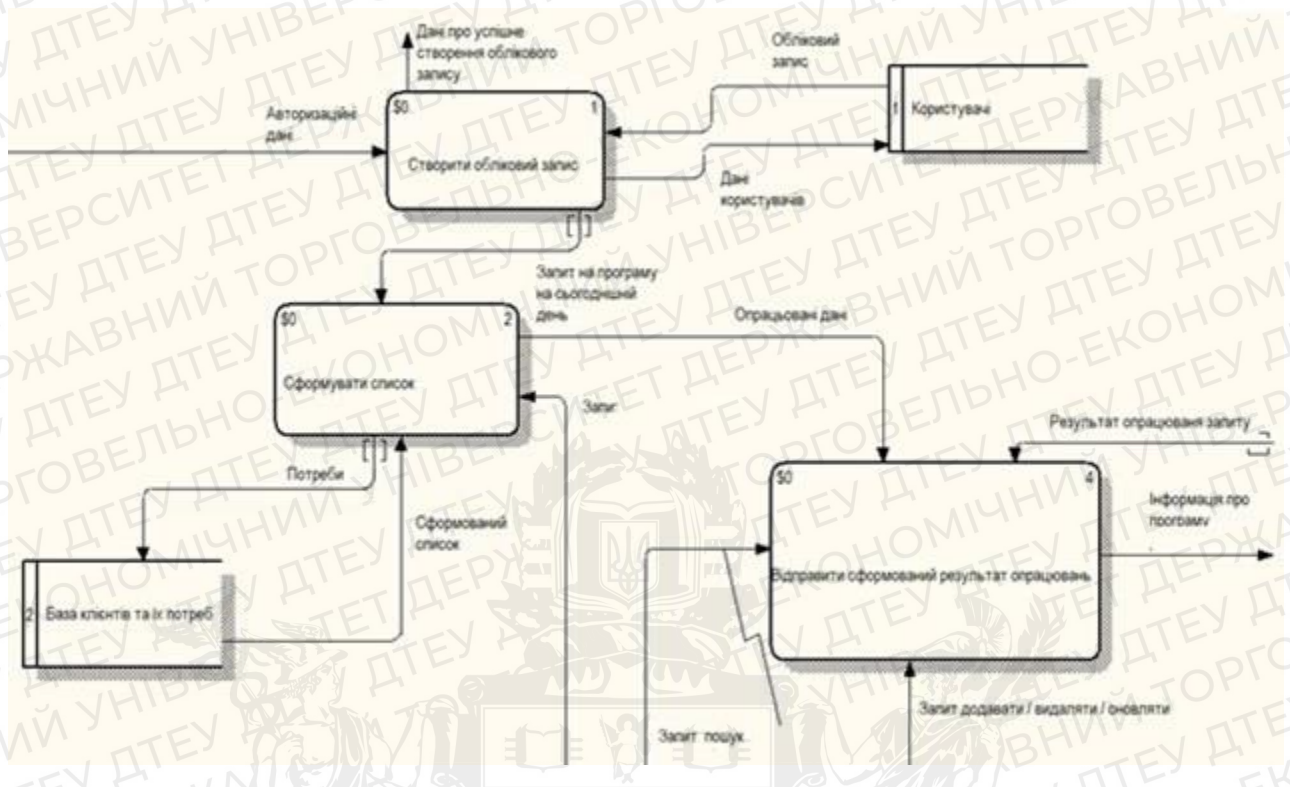 Дані про успішне
створення облікового
запису
Обліковий
запис
Авторизаційні
дані
$0
1
Створити обліковий запис
1
Користувачі
Дані
користувачів
Запит на програму
на сьогоднішній
день
$0
2
Сформувати список
Опрацьовані дані
Запит
Результат опрацюваня запиту
Потреби
$0
4
Сформований
список
Інформація про
програму
Відправити сформований результат опрацювань
2
База клієнтів та їх потреб
Запит додавати / видаляти / оновляти
Запит пошук